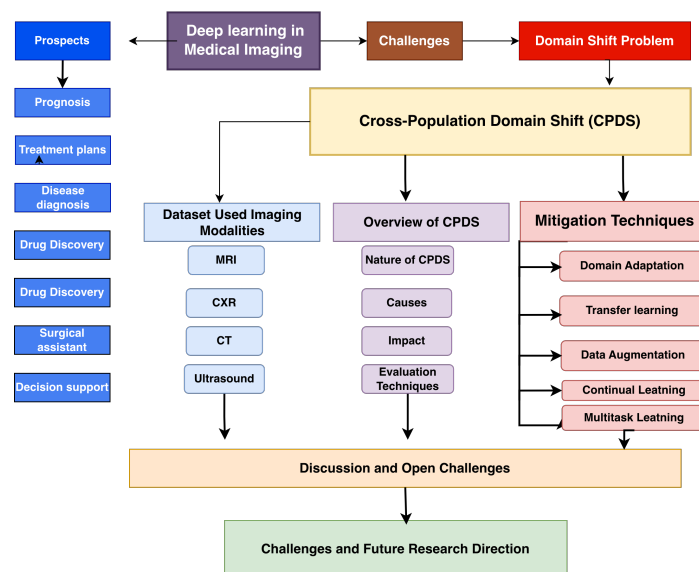 Prospects
Deep learning in
Medical Imaging
Challenges
Domain Shift Problem
Prognosis
Treatment plans
Disease
diagnosis
Drug Discovery
Drug Discovery
Surgical
assistant
Decision support
Cross-Population Domain Shift (CPDS)
Dataset Used Imaging
Modalities
MRI
CXR
CT
Ultrasound
Overview of CPDS
Nature of CPDS
Causes
Impact
Evaluation
Techniques
Mitigation Techniques
Domain Adaptation
Transfer learning
Data Augmentation
Continual Leatning
Multitask Leatning
Discussion and Open Challenges
Challenges and Future Research Direction